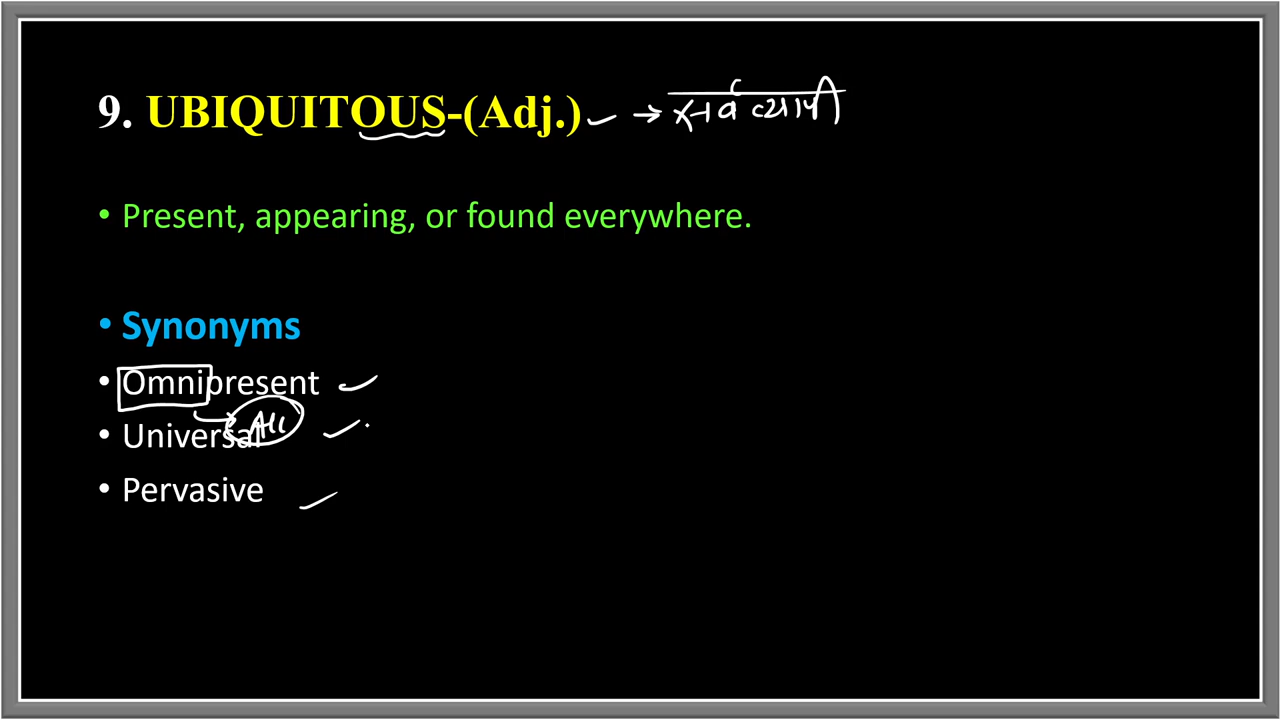 9. UBIQUITOUS-(Adj.) → सर्वव्यापी
• Present, appearing, or found everywhere.
• Synonyms
• Omnipresent
All
• Universal
• Pervasive